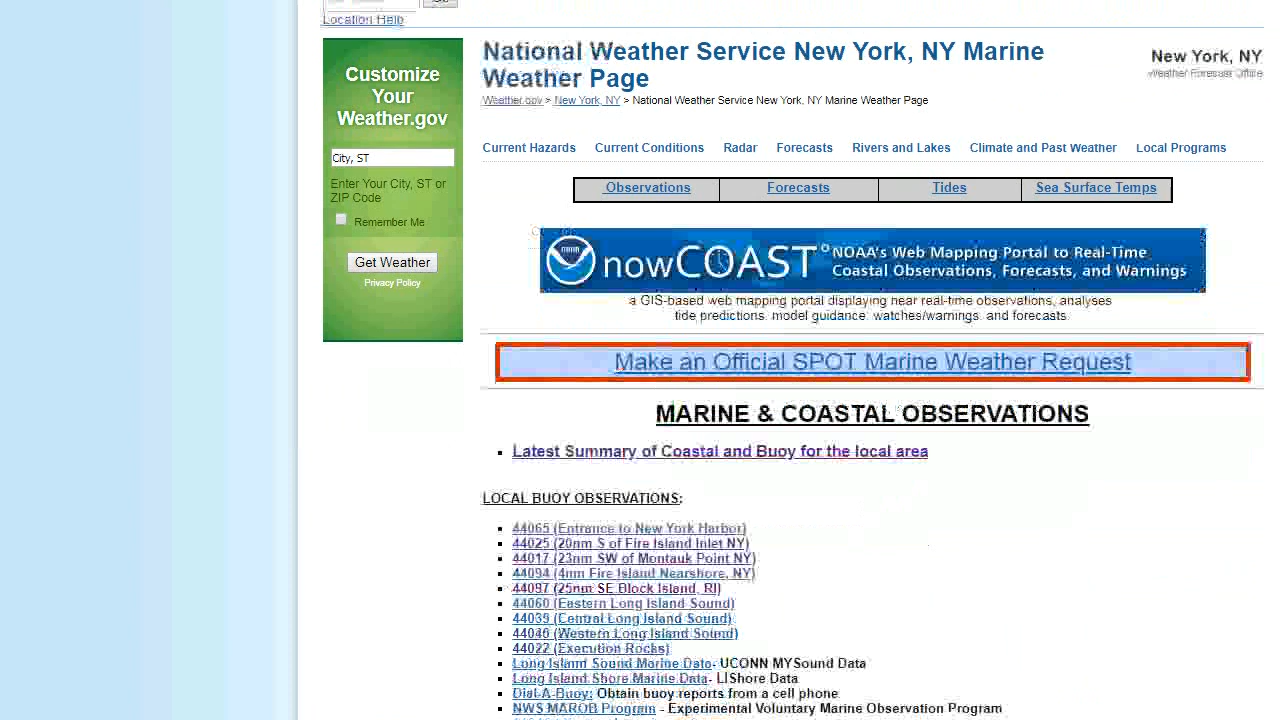 Location Help
Customize
Your
Weather.gov
City, ST
Enter Your City, ST or
ZIP Code
Remember Me
Get Weather
Privacy Policy
National Weather Service New York, NY Marine
Weather Page
Weather.gov > New York, NY > National Weather Service New York, NY Marine Weather Page
New York, NY
Weather Forecast Office
Current Hazards Current Conditions Radar Forecasts Rivers and Lakes Climate and Past Weather Local Programs
Observations Forecasts Tides Sea Surface Temps
nowCOAST NOAA's Web Mapping Portal to Real-Time
Coastal Observations, Forecasts, and Warnings
a GIS-based web mapping portal displaying near real-time observations, analyses
tide predictions, model guidance, watches/warnings, and forecasts.
Make an Official SPOT Marine Weather Request
MARINE & COASTAL OBSERVATIONS
Latest Summary of Coastal and Buoy for the local area
LOCAL BUOY OBSERVATIONS:
44065 (Entrance to New York Harbor)
44025 (20nm S of Fire Island Inlet NY)
44017 (23nm SW of Montauk Point NY)
44094 (4nm Fire Island Nearshore, NY)
44097 (25nm SE Block Island, RI)
44060 (Eastern Long Island Sound)
44039 (Central Long Island Sound)
44040 (Western Long Island Sound)
44022 (Execution Rocks)
Long Island Sound Marine Data- UCONN MYSound Data
Long Island Shore Marine Data- LIShore Data
Dial-A-Buoy: Obtain buoy reports from a cell phone
NWS MAROB Program - Experimental Voluntary Marine Observation Program